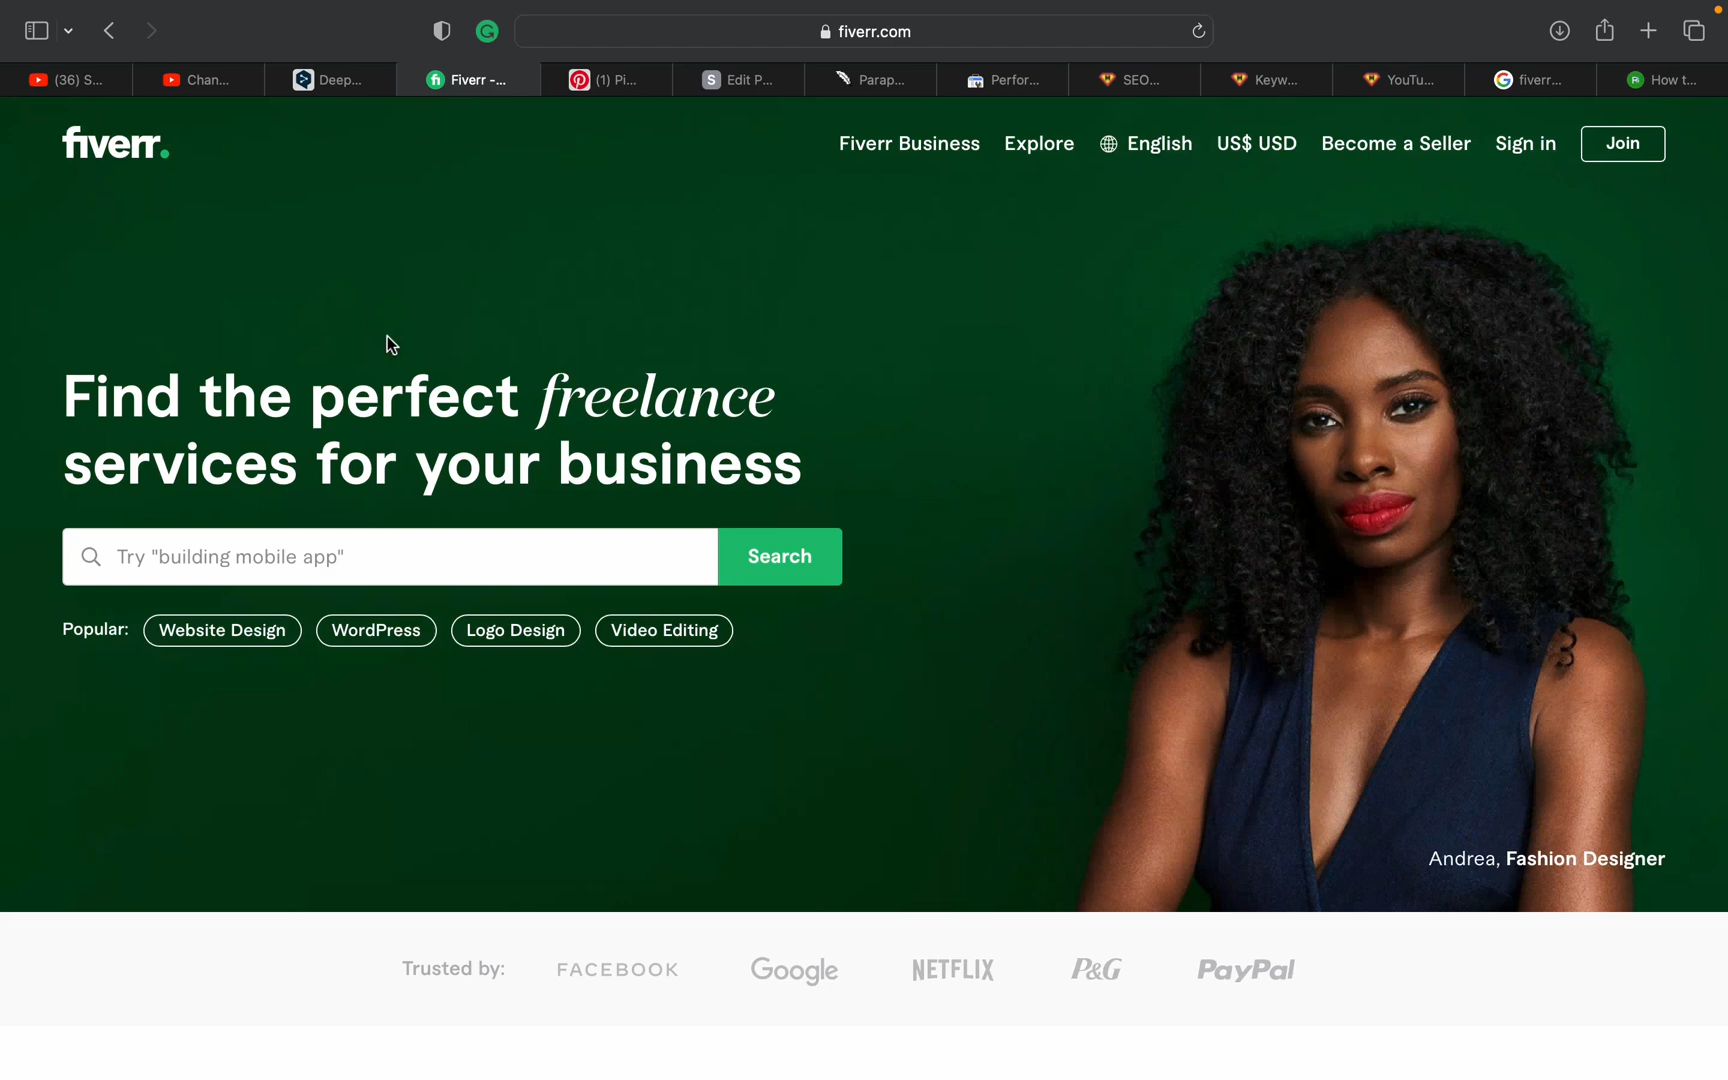 fiverr.com
(36) S...
Chan...
Deep...
Fiverr -...
(1) Pi...
Edit P...
Parap...
Perfor...
SEO...
Keyw...
YouTu...
fiverr...
How t...
fiverr.
Fiverr Business
Explore
English
US$ USD
Become a Seller
Sign in
Join
Find the perfect freelance
services for your business
Try "building mobile app"
Search
Popular:
Website Design
WordPress
Logo Design
Video Editing
Andrea, Fashion Designer
Trusted by:
FACEBOOK
Google
NETFLIX
P&G
PayPal